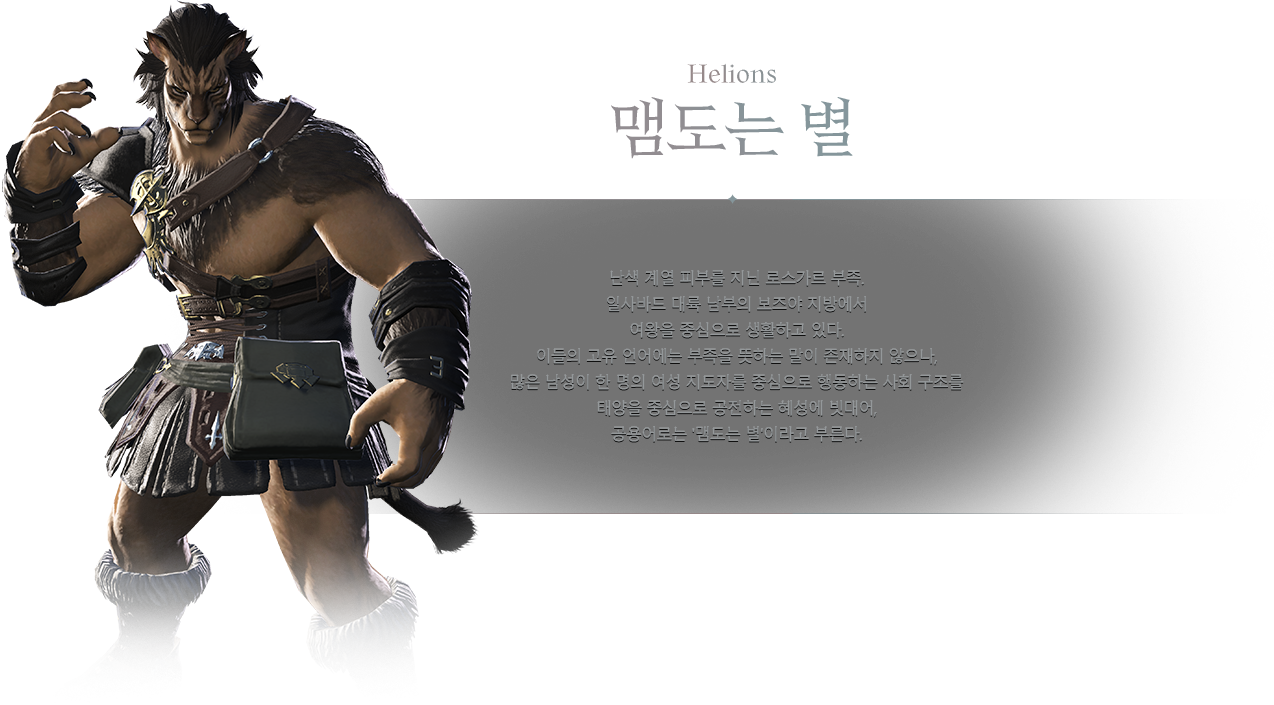 Helions
맴도는 별
난색 계열 피부를 지닌 로스가르 부족.
일사바드 대륙 남부의 보즈야 지방에서
여왕을 중심으로 생활하고 있다.
이들의 고유 언어에는 부족을 뜻하는 말이 존재하지 않으나,
많은 남성이 한 명의 여성 지도자를 중심으로 행동하는 사회 구조를
태양을 중심으로 공전하는 혜성에 빗대어,
공용어로는 '맴도는 별'이라고 부른다.